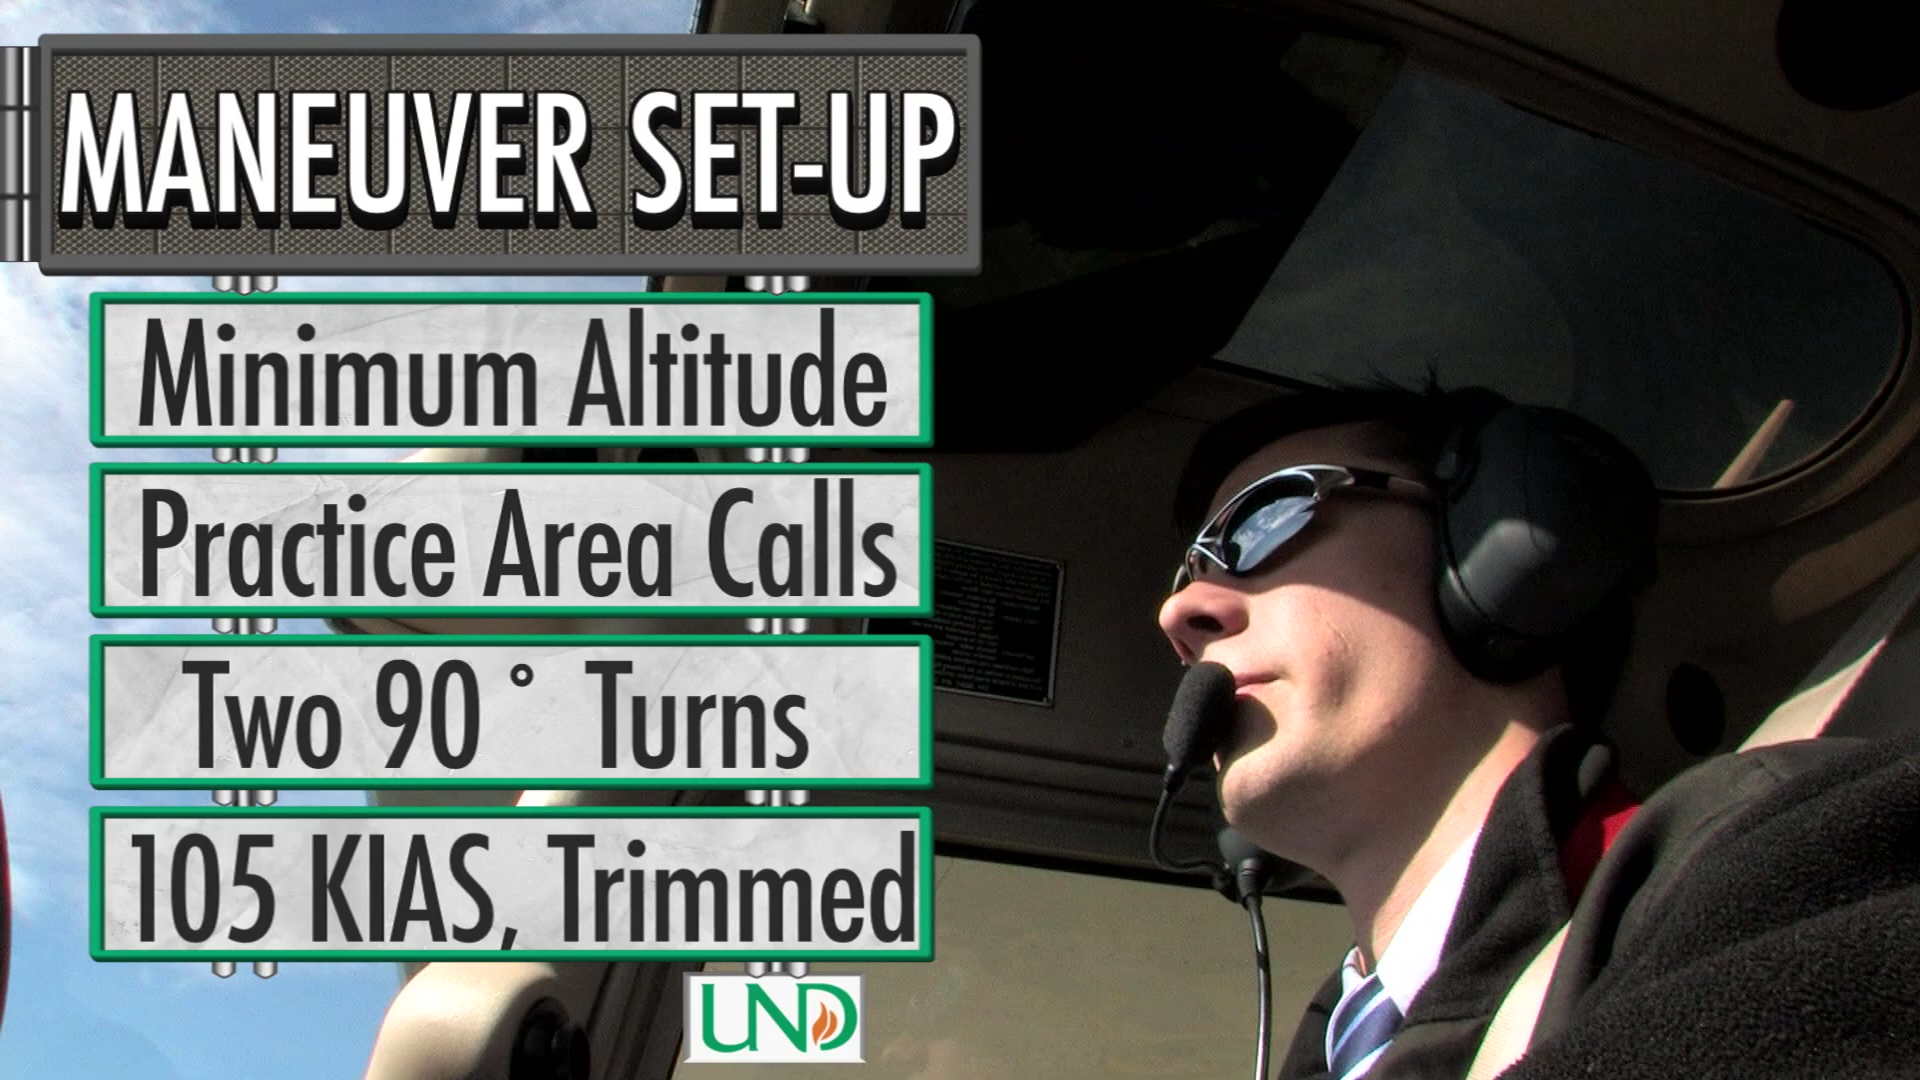 MANEUVER SET-UP
Minimum Altitude
Practice Area Calls
Two 90° Turns
105 KIAS, Trimmed
UND